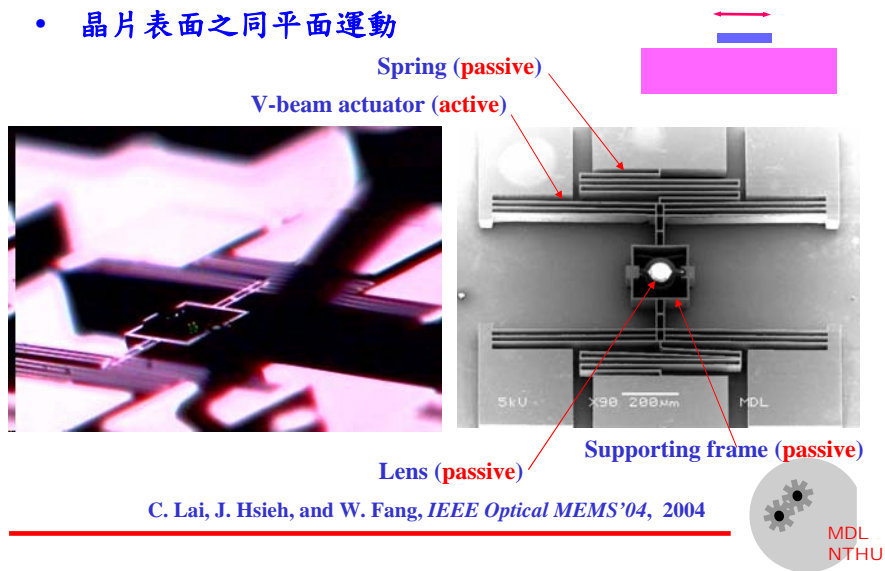 • 晶片表面之同平面運動
Spring (passive)
V-beam actuator (active)
5kU X90 200μm MDL
Supporting frame (passive)
Lens (passive)
C. Lai, J. Hsieh, and W. Fang, IEEE Optical MEMS'04, 2004
MDL
NTHU